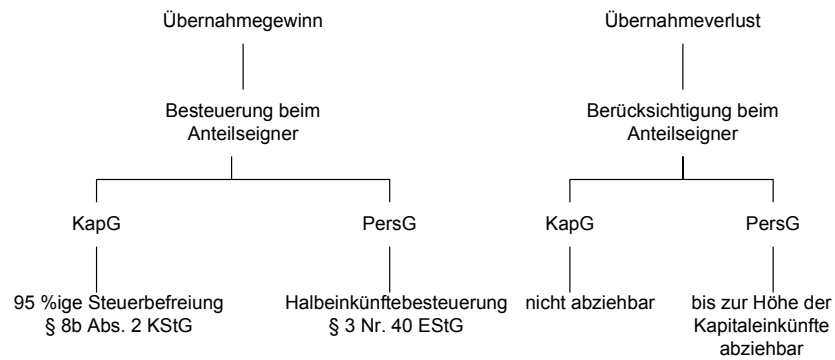 Übernahmegewinn
Besteuerung beim
Anteilseigner
KapG
PersG
95 %ige Steuerbefreiung
§ 8b Abs. 2 KStG
Halbeinkünftebesteuerung
§ 3 Nr. 40 EStG
Übernahmeverlust
Berücksichtigung beim
Anteilseigner
KapG
PersG
nicht abziehbar
bis zur Höhe der
Kapitaleinkünfte
abziehbar